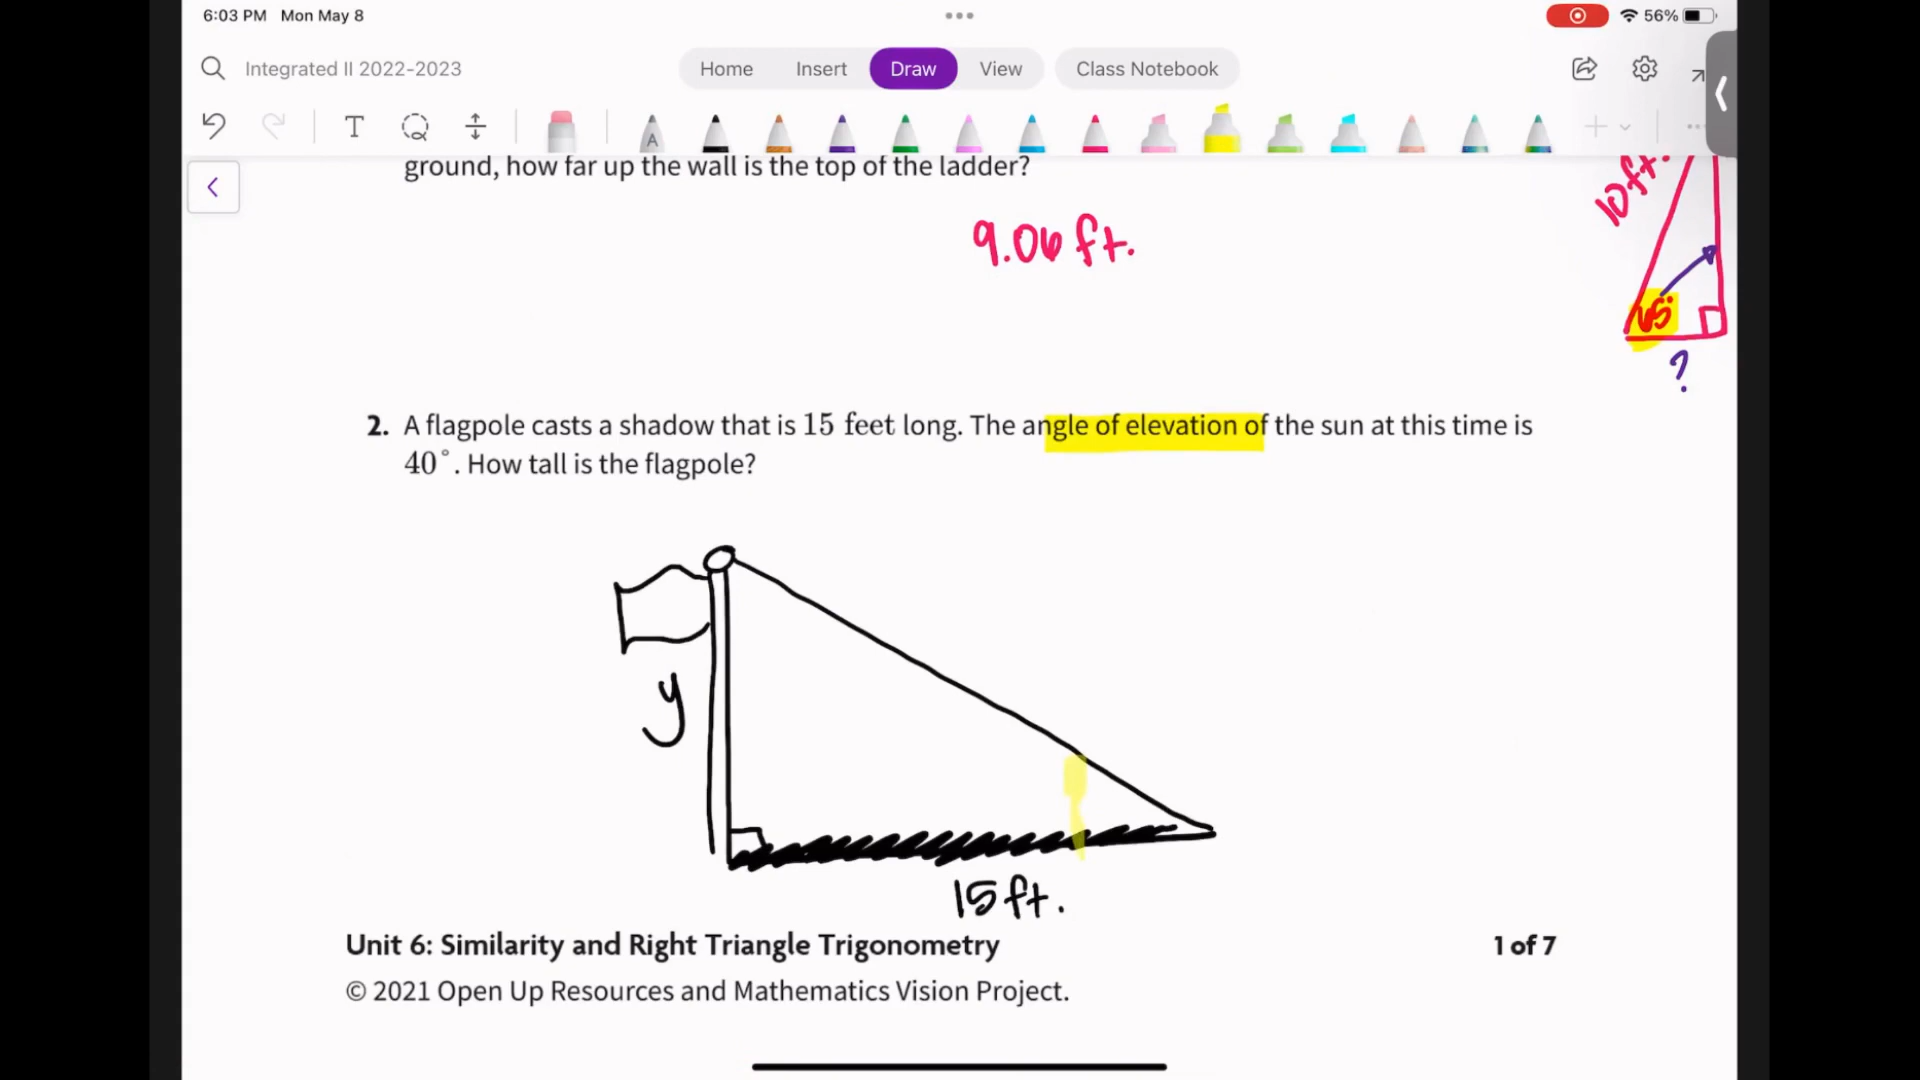 6:03 PM Mon May 8
56%
Integrated II 2022-2023
Home Insert Draw View Class Notebook
T A
ground, how far up the wall is the top of the ladder?
10ft.
9.06 ft.
65°
?
2. A flagpole casts a shadow that is 15 feet long. The angle of elevation of the sun at this time is
40°. How tall is the flagpole?
y
15 ft.
Unit 6: Similarity and Right Triangle Trigonometry 1 of 7
© 2021 Open Up Resources and Mathematics Vision Project.